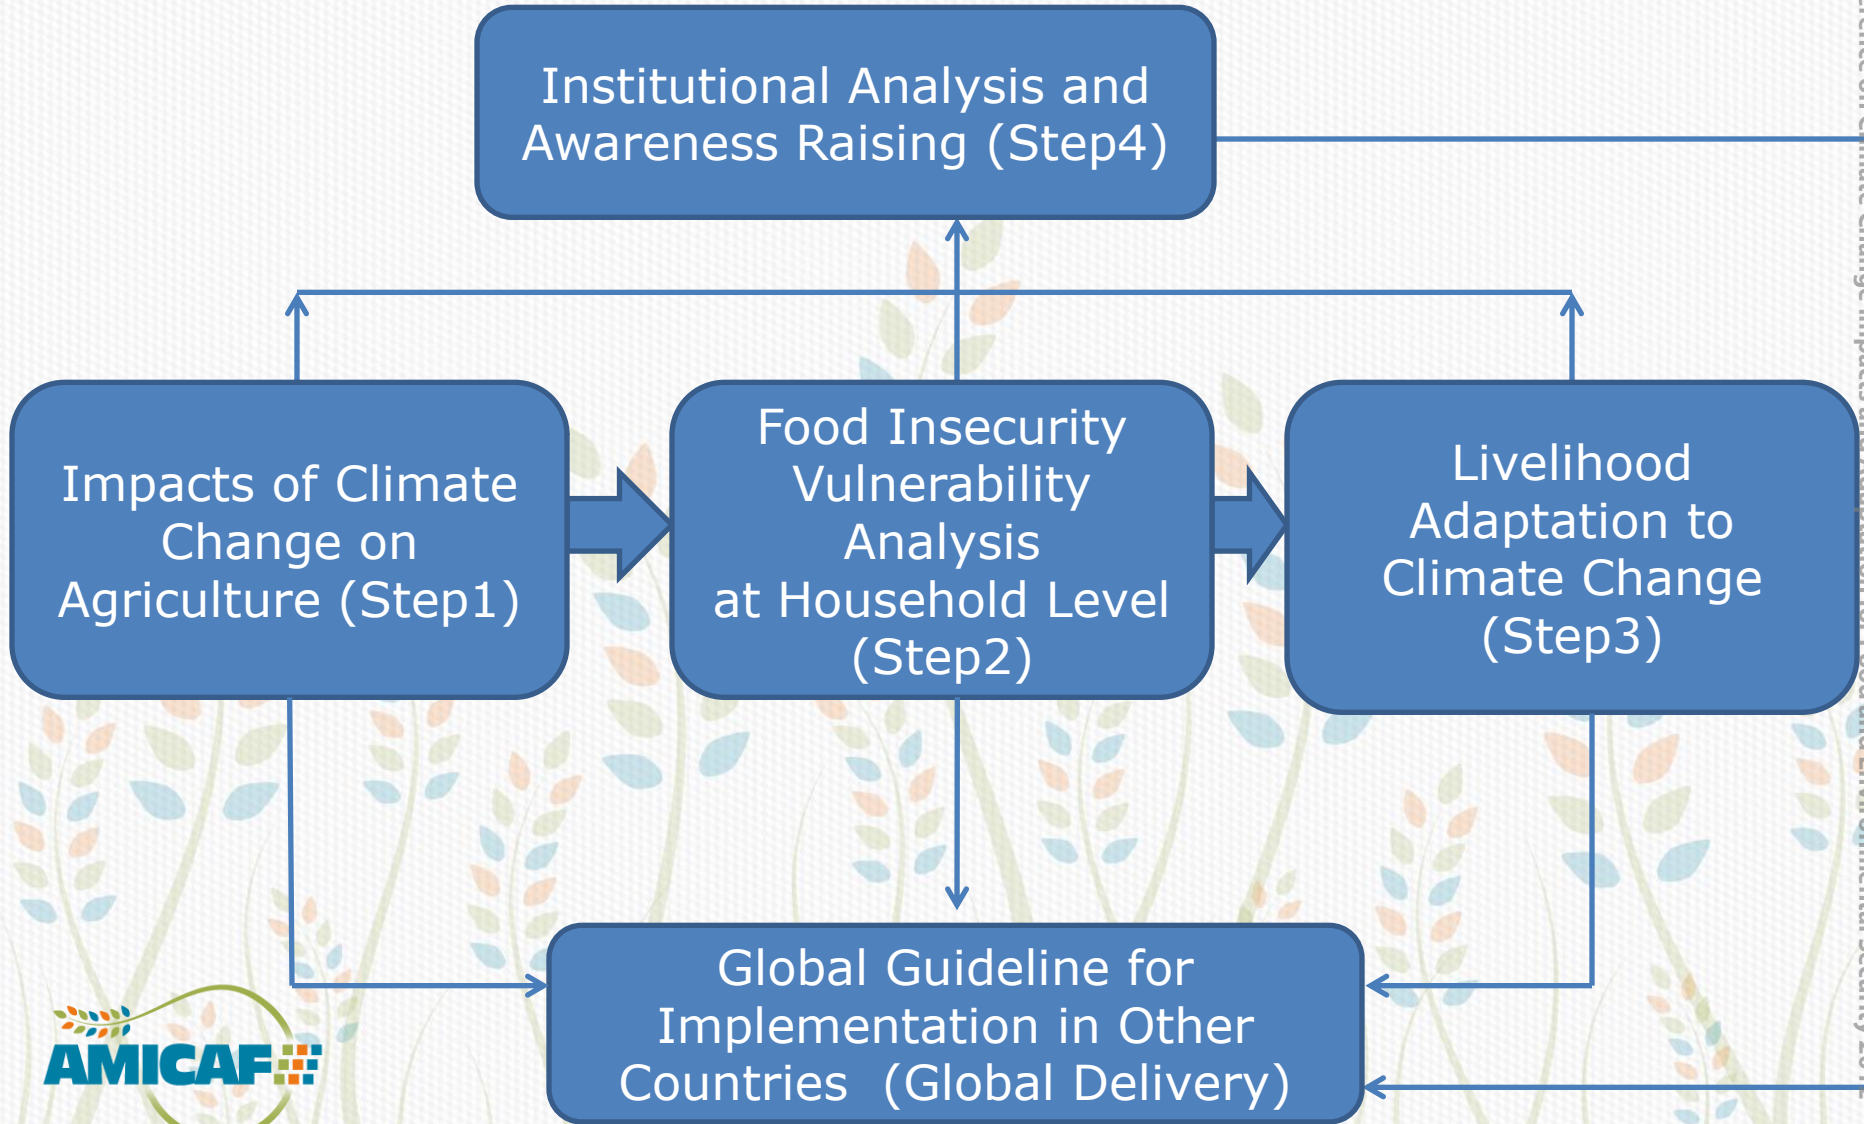 Institutional Analysis and
Awareness Raising (Step4)
Impacts of Climate
Change on
Agriculture (Step1)
Food Insecurity
Vulnerability
Analysis
at Household Level
(Step2)
Livelihood
Adaptation to
Climate Change
(Step3)
Global Guideline for
Implementation in Other
Countries (Global Delivery)
AMICAF